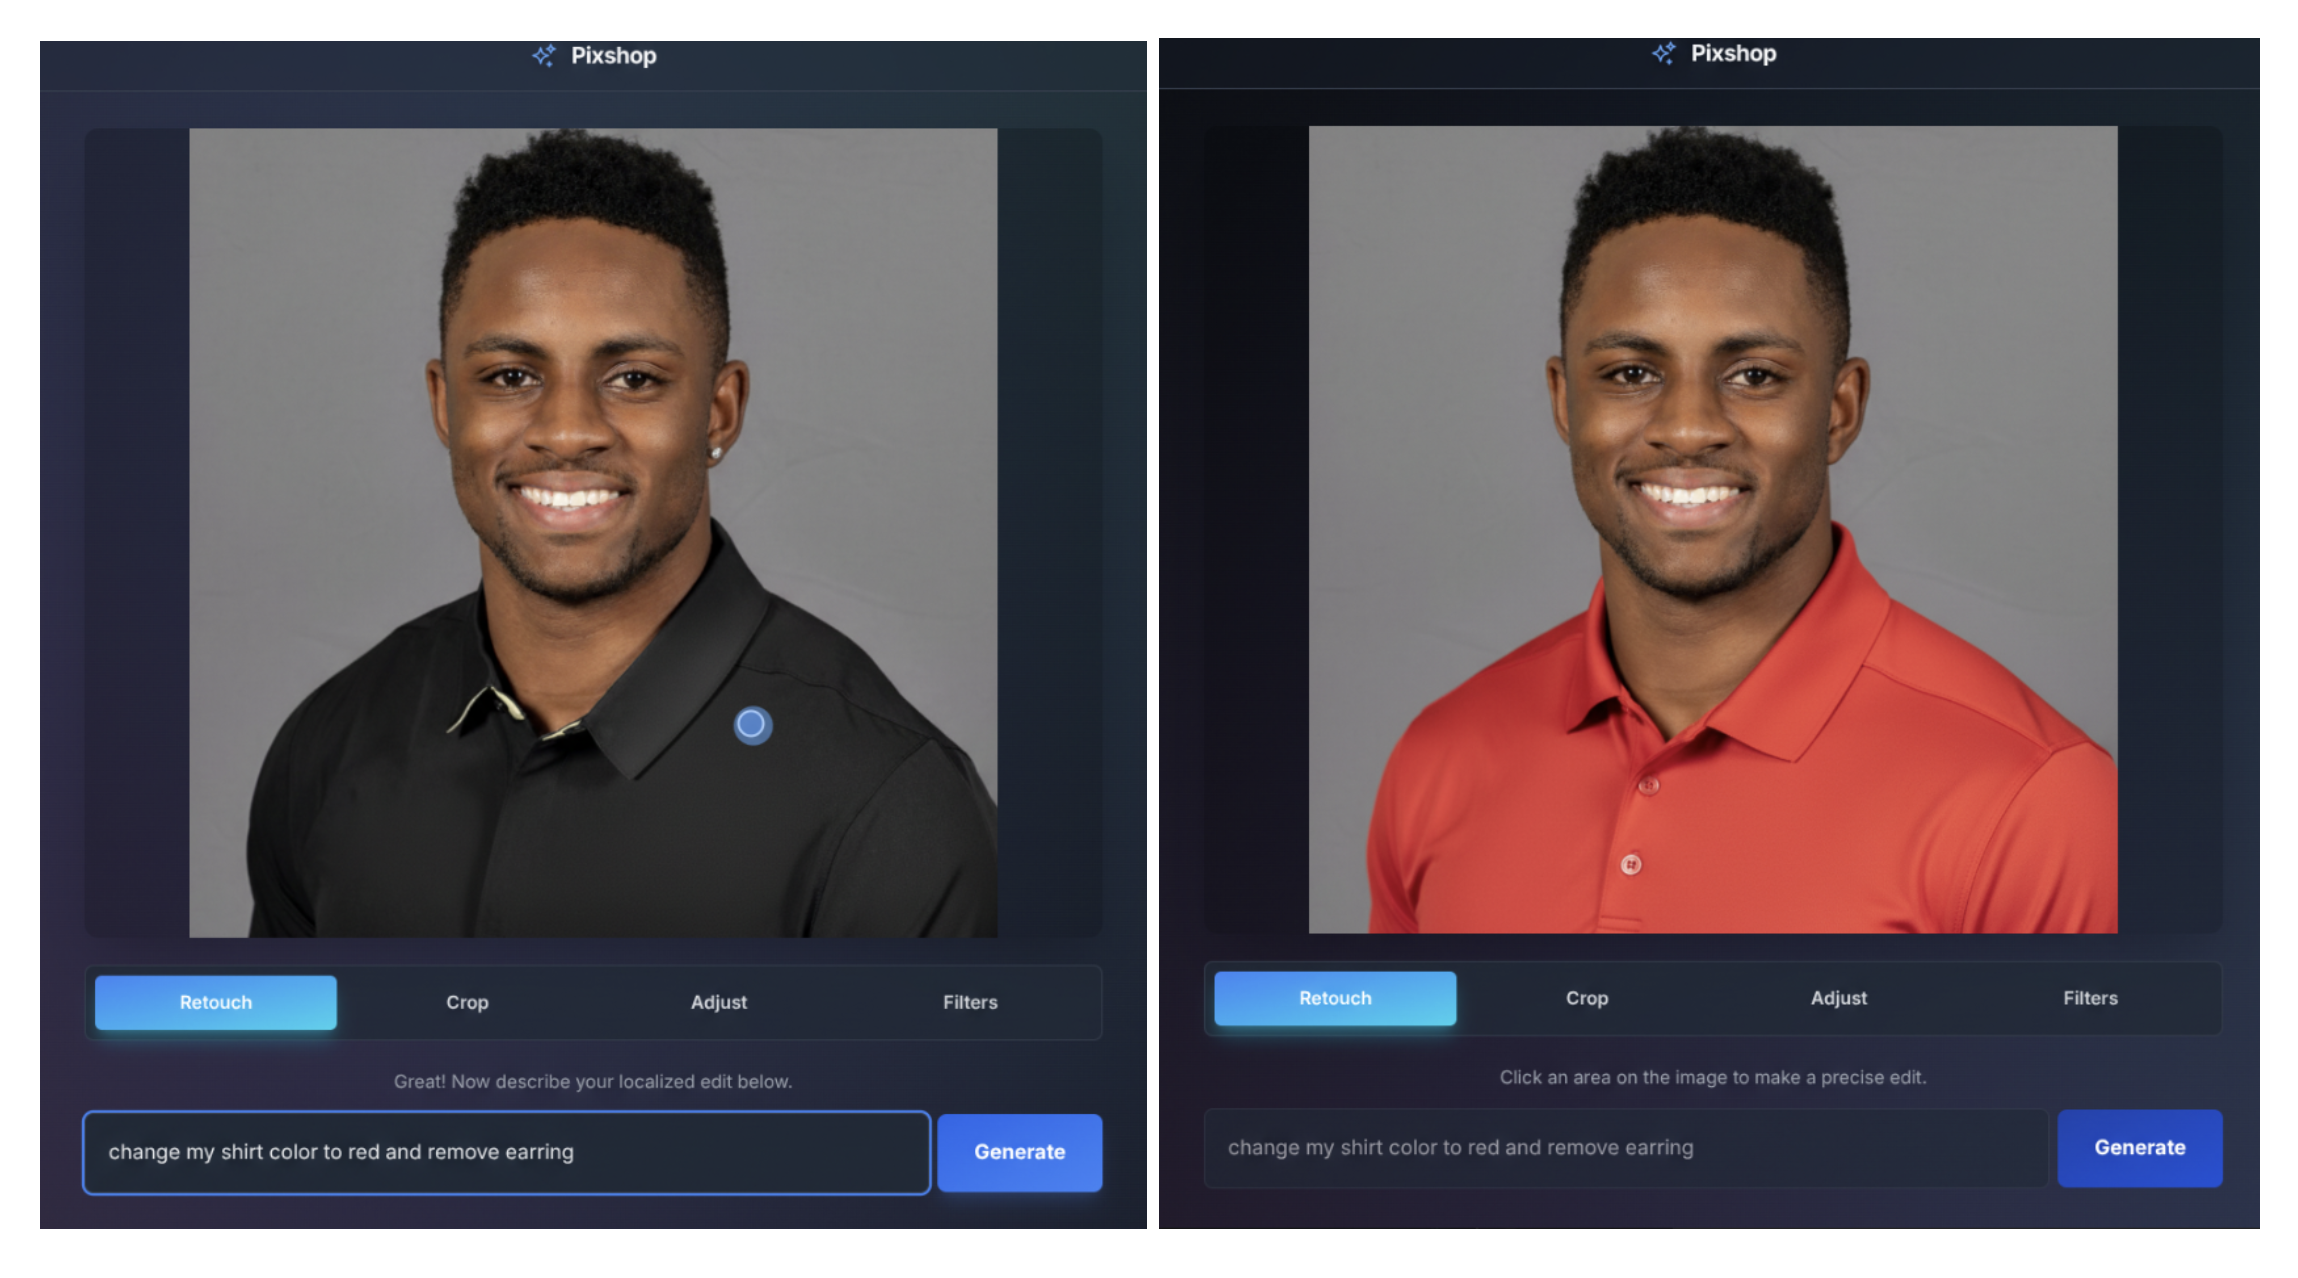 Pixshop
Retouch Crop Adjust Filters
Great! Now describe your localized edit below.
change my shirt color to red and remove earring
Generate
Pixshop
Retouch Crop Adjust Filters
Click an area on the image to make a precise edit.
change my shirt color to red and remove earring
Generate